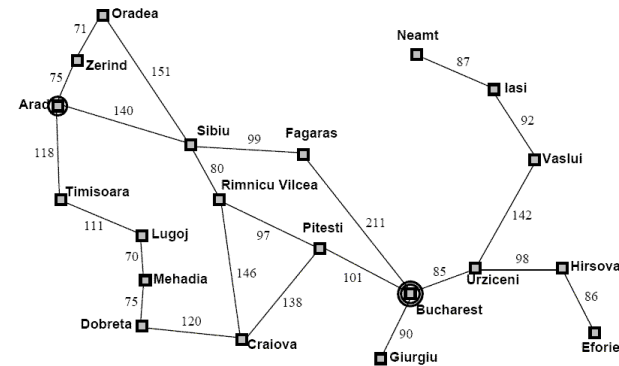 Oradea
71
Neamt
87
Zerind
75
151
Iasi
Arad
140
92
Sibiu
Fagaras
99
118
Vaslui
80
Timisoara
Rimnicu Vilcea
211
142
111
Lugoj
97
Pitesti
70
98
Hirsova
146
101
85
Mehadia
Urziceni
75
138
86
Bucharest
120
Dobreta
90
Craiova
Eforie
Giurgiu